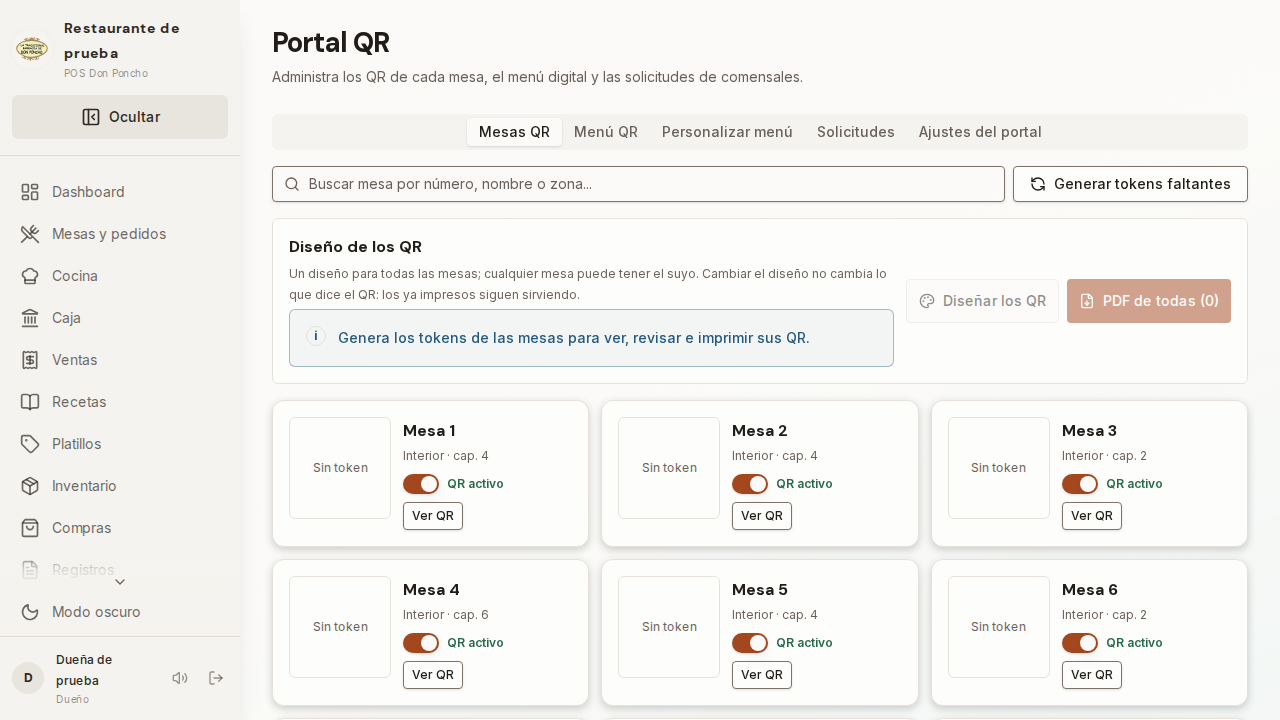 Restaurante de
prueba
POS Don Poncho
Ocultar
Dashboard
Mesas y pedidos
Cocina
Caja
Ventas
Recetas
Platillos
Inventario
Compras
Registros
Modo oscuro
D
Dueña de
prueba
Dueño
Portal QR
Administra los QR de cada mesa, el menú digital y las solicitudes de comensales.
Mesas QR
Menú QR
Personalizar menú
Solicitudes
Ajustes del portal
Buscar mesa por número, nombre o zona...
Generar tokens faltantes
Diseño de los QR
Un diseño para todas las mesas; cualquier mesa puede tener el suyo. Cambiar el diseño no cambia lo
que dice el QR: los ya impresos siguen sirviendo.
i
Genera los tokens de las mesas para ver, revisar e imprimir sus QR.
Diseñar los QR
PDF de todas (0)
Sin token
Mesa 1
Interior · cap. 4
QR activo
Ver QR
Sin token
Mesa 2
Interior · cap. 4
QR activo
Ver QR
Sin token
Mesa 3
Interior · cap. 2
QR activo
Ver QR
Sin token
Mesa 4
Interior · cap. 6
QR activo
Ver QR
Sin token
Mesa 5
Interior · cap. 4
QR activo
Ver QR
Sin token
Mesa 6
Interior · cap. 2
QR activo
Ver QR